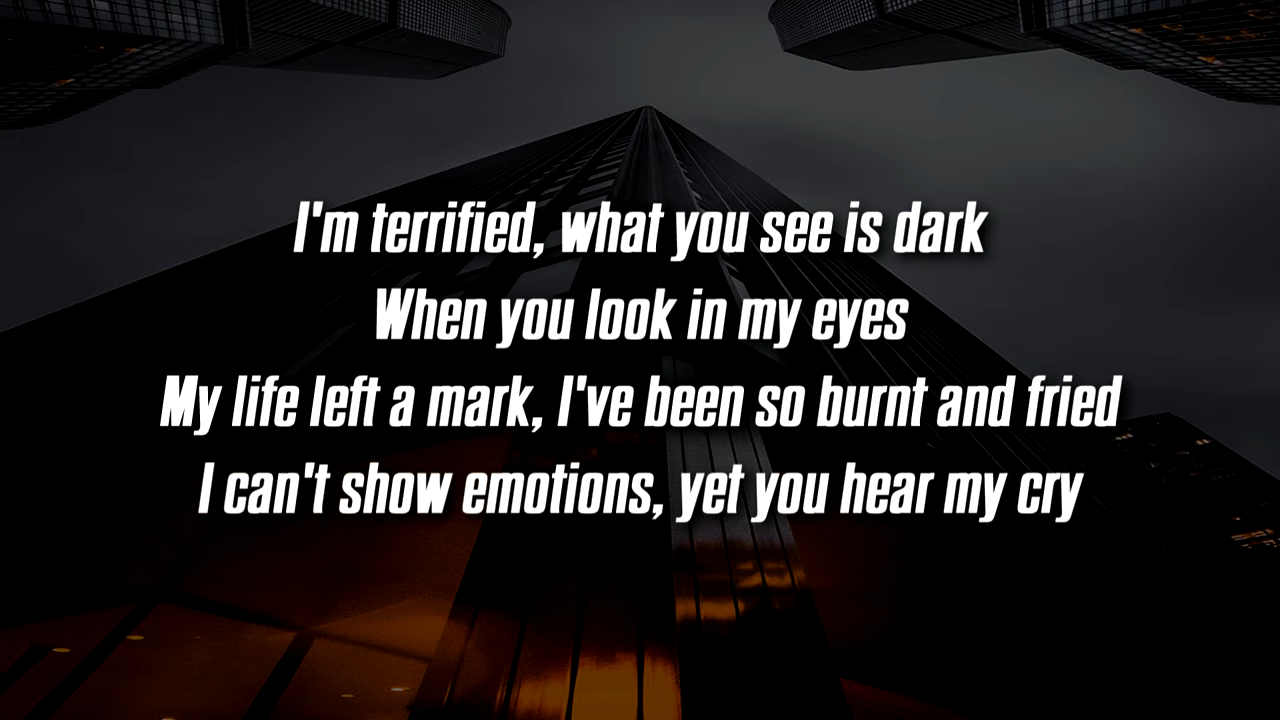 I'm terrified, what you see is dark
When you look in my eyes
My life left a mark, I've been so burnt and fried
I can't show emotions, yet you hear my cry